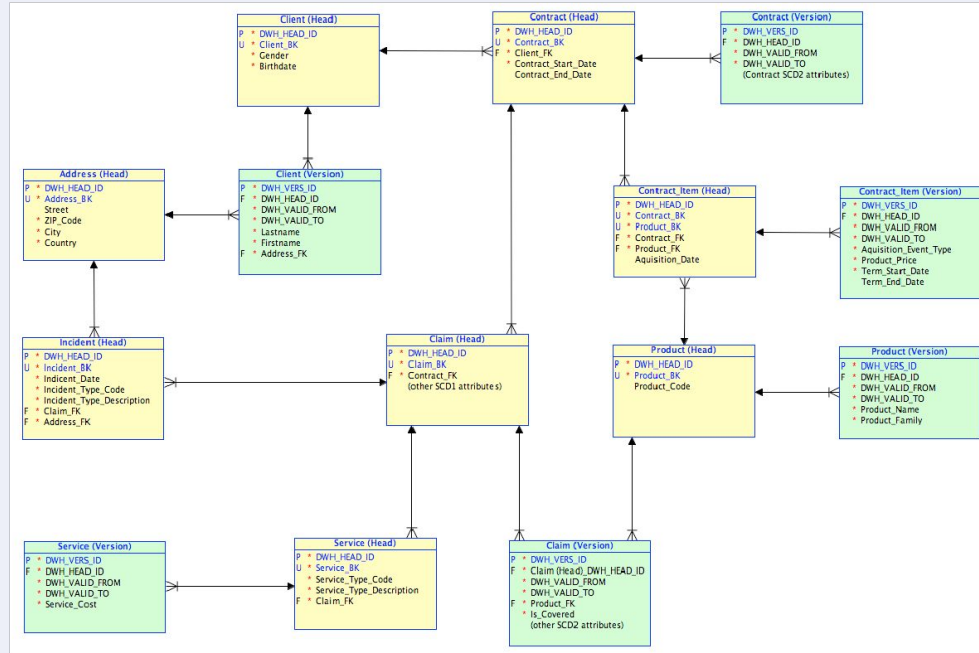 Client (Head)
P * DWH_HEAD_ID
U * Client_BK
* Gender
* Birthdate
Contract (Head)
P * DWH_HEAD_ID
U * Contract_BK
F * Client_FK
* Contract_Start_Date
Contract_End_Date
Contract (Version)
P * DWH_VERS_ID
F * DWH_HEAD_ID
* DWH_VALID_FROM
* DWH_VALID_TO
(Contract SCD2 attributes)
Address (Head)
P * DWH_HEAD_ID
U * Address_BK
Street
* ZIP_Code
* City
* Country
Client (Version)
P * DWH_VERS_ID
F * DWH_HEAD_ID
* DWH_VALID_FROM
* DWH_VALID_TO
* Lastname
* Firstname
F * Address_FK
Contract_Item (Head)
P * DWH_HEAD_ID
U * Contract_BK
U * Product_BK
F * Contract_FK
F * Product_FK
Aquisition_Date
Contract_Item (Version)
P * DWH_VERS_ID
F * DWH_HEAD_ID
* DWH_VALID_FROM
* DWH_VALID_TO
* Aquisition_Event_Type
* Product_Price
* Term_Start_Date
Term_End_Date
Incident (Head)
P * DWH_HEAD_ID
U * Incident_BK
* Indicent_Date
* Incident_Type_Code
* Incident_Type_Description
F * Claim_FK
F * Address_FK
Claim (Head)
P * DWH_HEAD_ID
U * Claim_BK
F * Contract_FK
(other SCD1 attributes)
Product (Head)
P * DWH_HEAD_ID
U * Product_BK
Product_Code
Product (Version)
P * DWH_VERS_ID
F * DWH_HEAD_ID
* DWH_VALID_FROM
* DWH_VALID_TO
* Product_Name
* Product_Family
Service (Version)
P * DWH_VERS_ID
F * DWH_HEAD_ID
* DWH_VALID_FROM
* DWH_VALID_TO
* Service_Cost
Service (Head)
P * DWH_HEAD_ID
U * Service_BK
* Service_Type_Code
* Service_Type_Description
F * Claim_FK
Claim (Version)
P * DWH_VERS_ID
F * Claim (Head)_DWH_HEAD_ID
* DWH_VALID_FROM
* DWH_VALID_TO
F * Product_FK
* Is_Covered
(other SCD2 attributes)